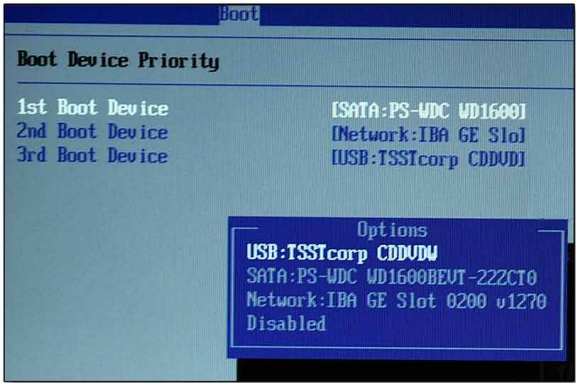 Boot
Boot Device Priority
1st Boot Device [SATA:PS-WDC WD1600]
2nd Boot Device [Network:IBA GE Slo]
3rd Boot Device [USB:TSSTcorp CDDVD]
Options
USB:TSSTcorp CDDVDW
SATA:PS-WDC WD1600BEVT-22ZCT0
Network:IBA GE Slot 0200 v1270
Disabled